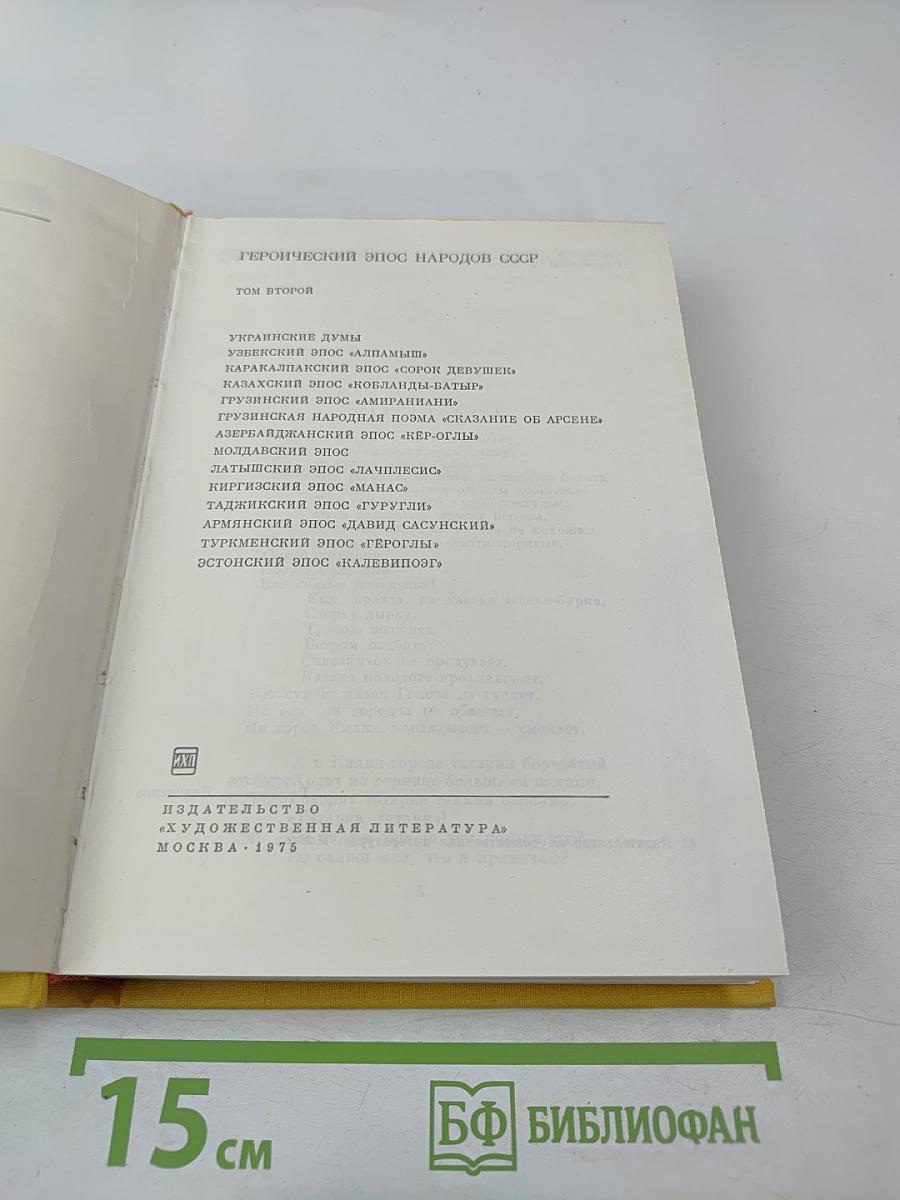 ГЕРОИЧЕСКИЙ ЭПОС НАРОДОВ СССР
ТОМ ВТОРОЙ
УКРАИНСКИЕ ДУМЫ
УЗБЕКСКИЙ ЭПОС «АЛПАМЫШ»
КАРАКАЛПАКСКИЙ ЭПОС «СОРОК ДЕВУШЕК»
КАЗАХСКИЙ ЭПОС «КОБЛАНДЫ-БАТЫР»
ГРУЗИНСКИЙ ЭПОС «АМИРАНИАНИ»
ГРУЗИНСКАЯ НАРОДНАЯ ПОЭМА «СКАЗАНИЕ ОБ АРСЕНЕ»
АЗЕРБАЙДЖАНСКИЙ ЭПОС «КЁР-ОГЛЫ»
МОЛДАВСКИЙ ЭПОС
ЛАТЫШСКИЙ ЭПОС «ЛАЧПЛЕСИС»
КИРГИЗСКИЙ ЭПОС «МАНАС»
ТАДЖИКСКИЙ ЭПОС «ГУРУГЛИ»
АРМЯНСКИЙ ЭПОС «ДАВИД САСУНСКИЙ»
ТУРКМЕНСКИЙ ЭПОС «ГЁРОГЛЫ»
ЭСТОНСКИЙ ЭПОС «КАЛЕВИПОЭГ»
ИХЛ
ИЗДАТЕЛЬСТВО
«ХУДОЖЕСТВЕННАЯ ЛИТЕРАТУРА»
МОСКВА · 1975
15 см
БФ БИБЛИОФАН